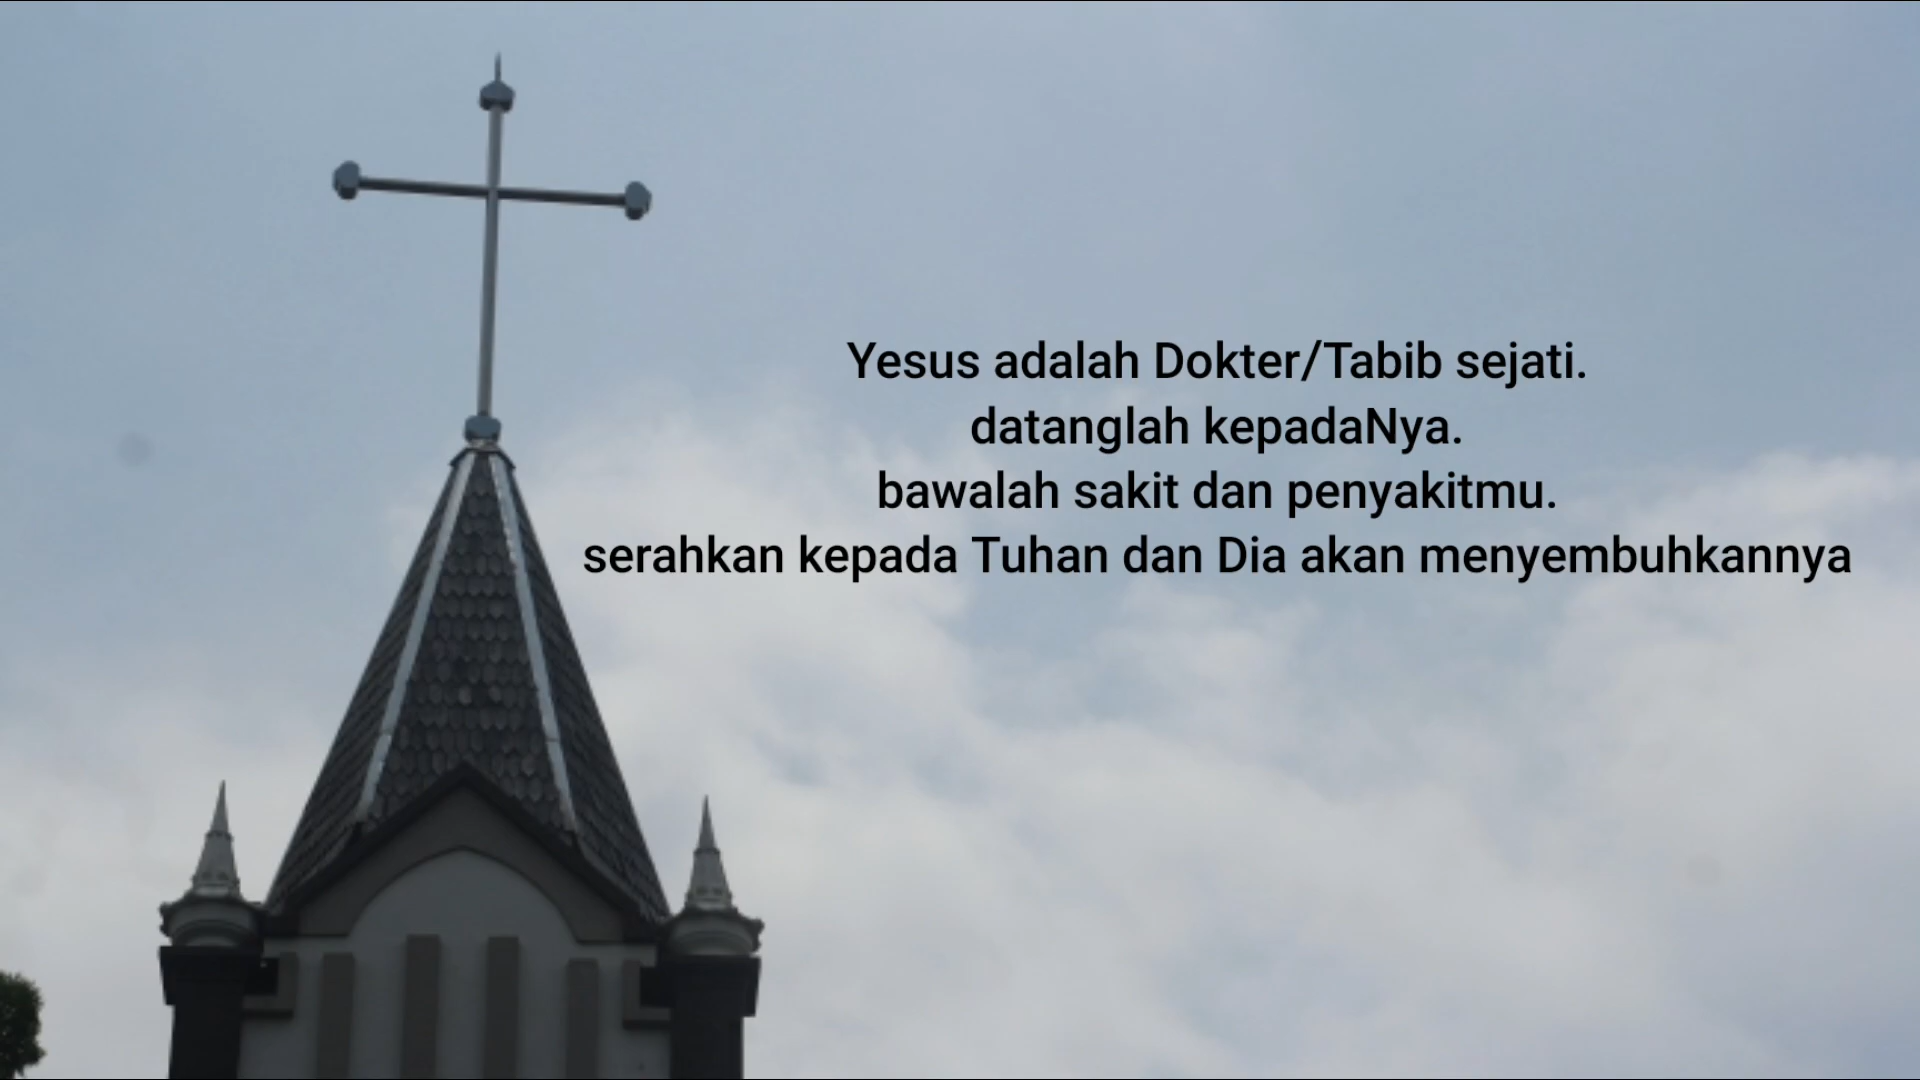 Yesus adalah Dokter/Tabib sejati.
datanglah kepadaNya.
bawalah sakit dan penyakitmu.
serahkan kepada Tuhan dan Dia akan menyembuhkannya